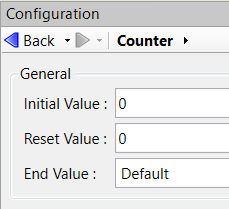 Configuration
Back Counter
General
Initial Value : 0
Reset Value : 0
End Value : Default